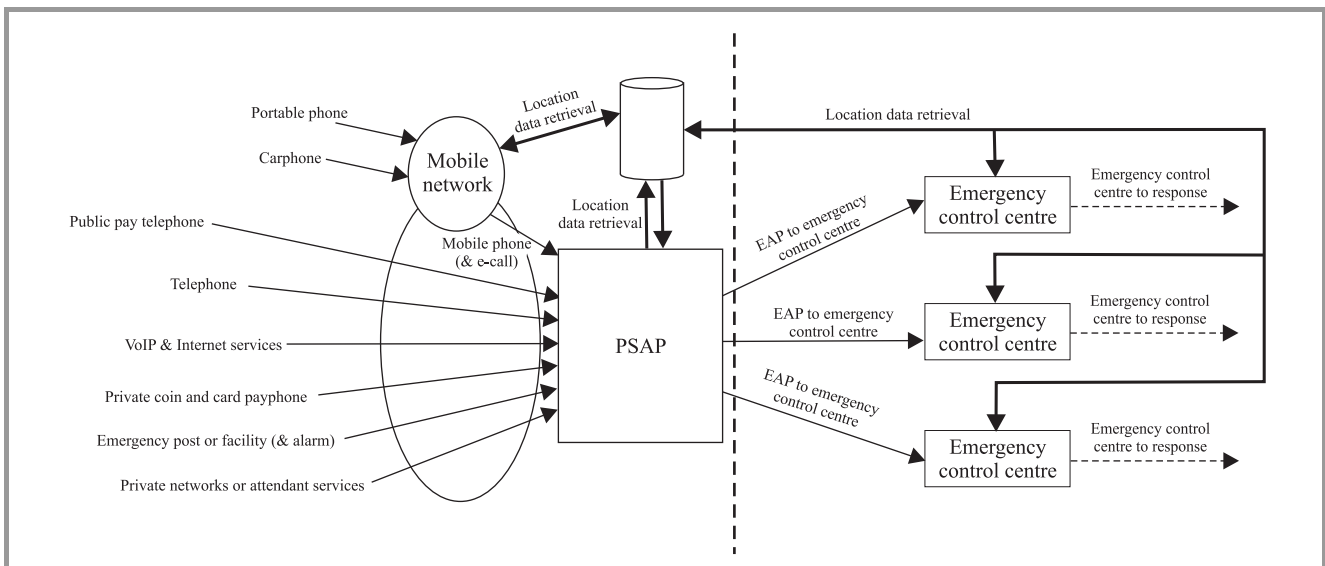 Portable phone
Carphone
Public pay telephone
Telephone
VoIP & Internet services
Private coin and card payphone
Emergency post or facility (& alarm)
Private networks or attendant services
Mobile
network
Location
data retrieval
Location
data retrieval
Mobile phone
(& e-call)
PSAP
Location data retrieval
EAP to emergency
control centre
EAP to emergency
control centre
EAP to emergency
control centre
Emergency
control centre
Emergency control
centre to response
Emergency
control centre
Emergency control
centre to response
Emergency
control centre
Emergency control
centre to response